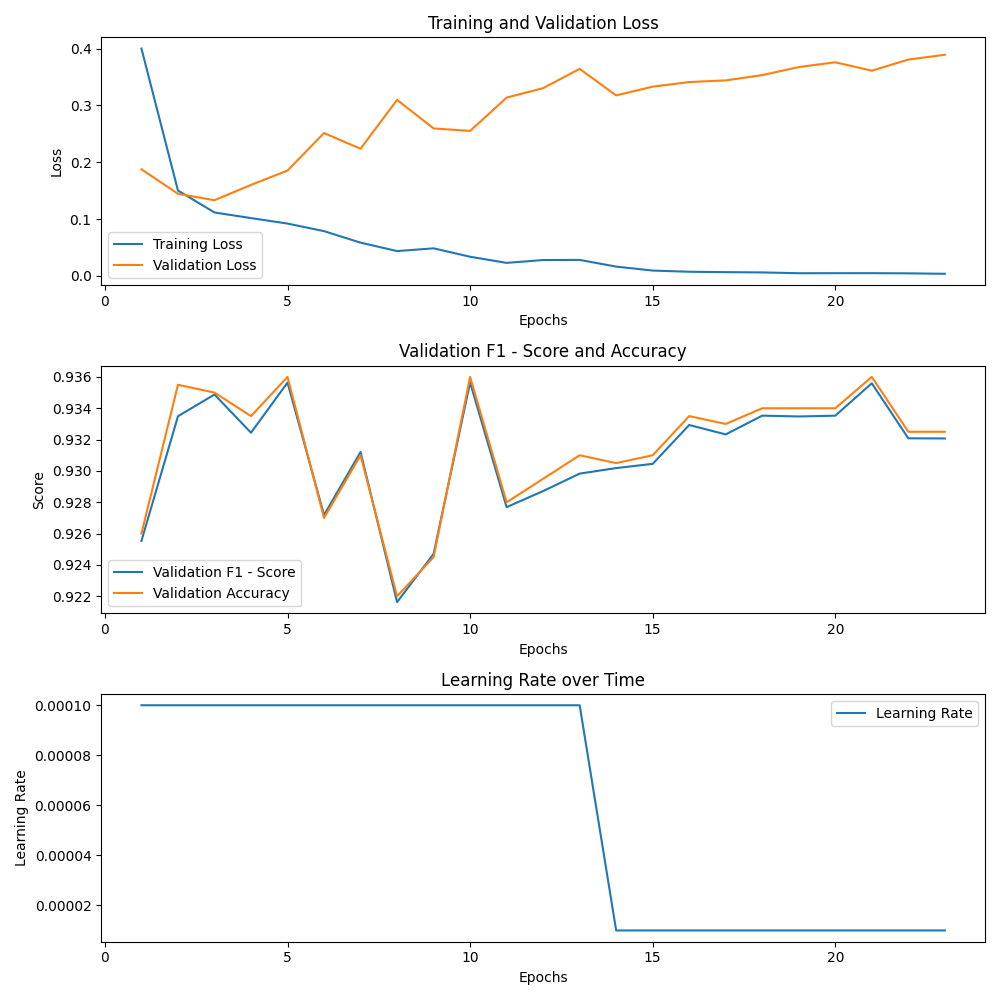 Training and Validation Loss
0.4
0.3
0.2
0.1
0.0
Loss
Training Loss
Validation Loss
0 5 10 15 20
Epochs
Validation F1 - Score and Accuracy
0.936
0.934
0.932
0.930
0.928
0.926
0.924
0.922
Score
Validation F1 - Score
Validation Accuracy
0 5 10 15 20
Epochs
Learning Rate over Time
0.00010
0.00008
0.00006
0.00004
0.00002
Learning Rate
Learning Rate
0 5 10 15 20
Epochs